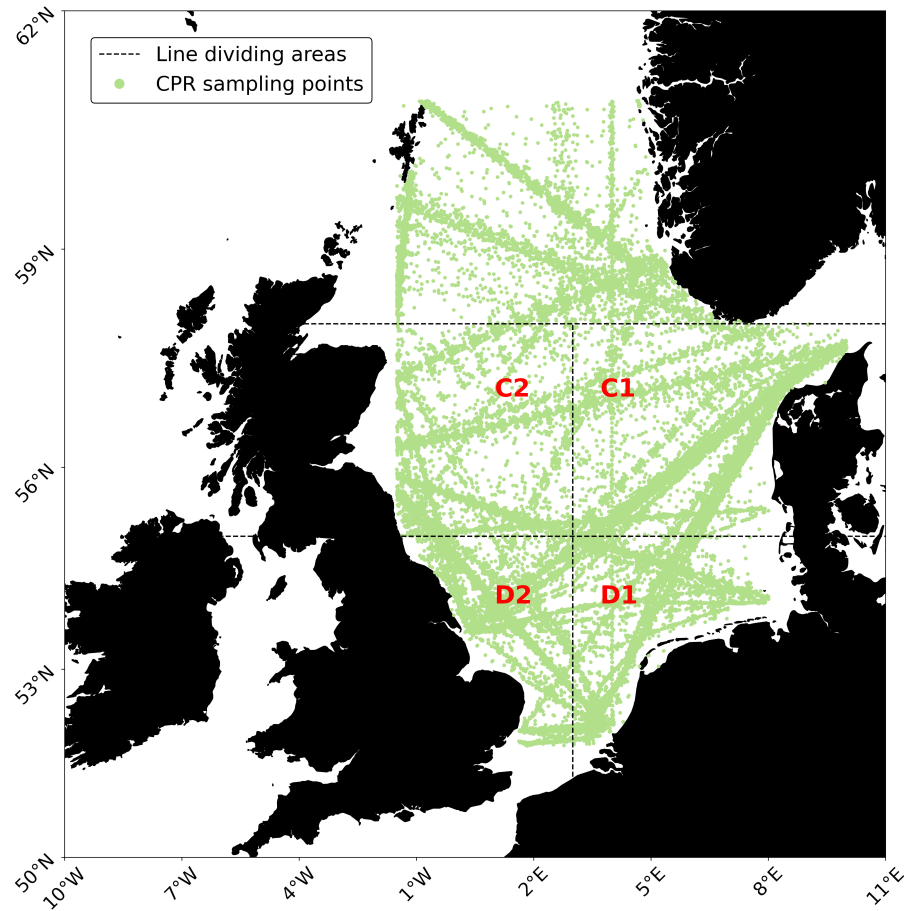 62°N
Line dividing areas
CPR sampling points
59°N
C2 C1
56°N
D2 D1
53°N
50°N
10°W 7°W 4°W 1°W 2°E 5°E 8°E 11°E